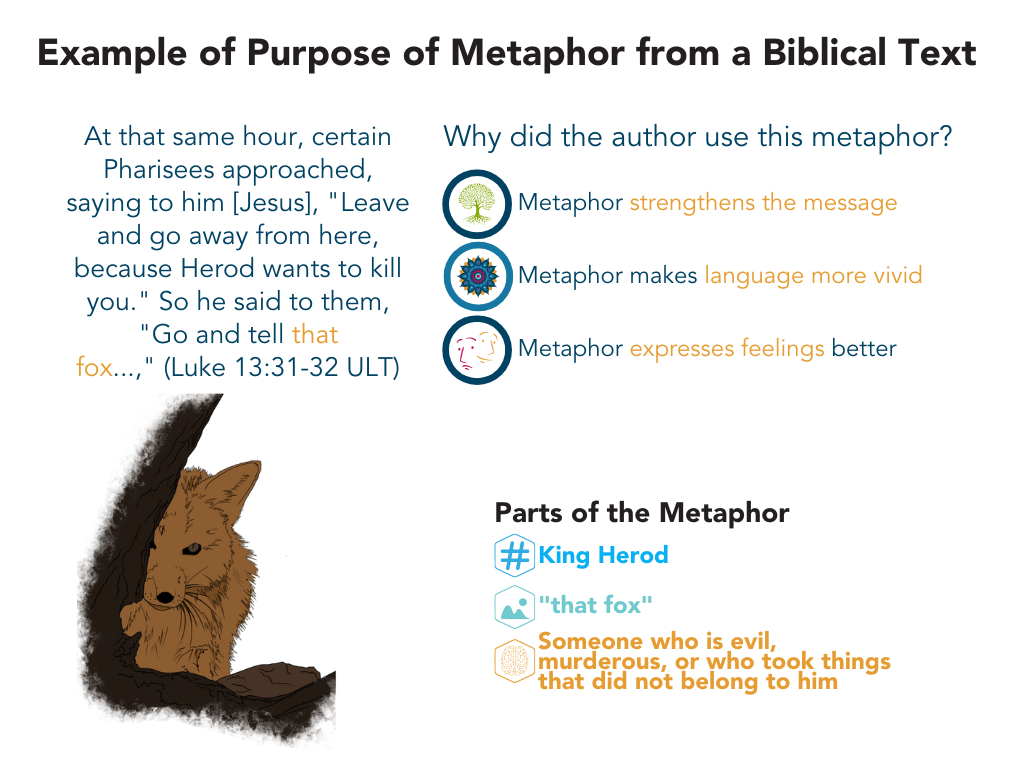 Example of Purpose of Metaphor from a Biblical Text
At that same hour, certain
Pharisees approached,
saying to him [Jesus], "Leave
and go away from here,
because Herod wants to kill
you." So he said to them,
"Go and tell that
fox...," (Luke 13:31-32 ULT)
Why did the author use this metaphor?
Metaphor strengthens the message
Metaphor makes language more vivid
Metaphor expresses feelings better
Parts of the Metaphor
King Herod
"that fox"
Someone who is evil,
murderous, or who took things
that did not belong to him